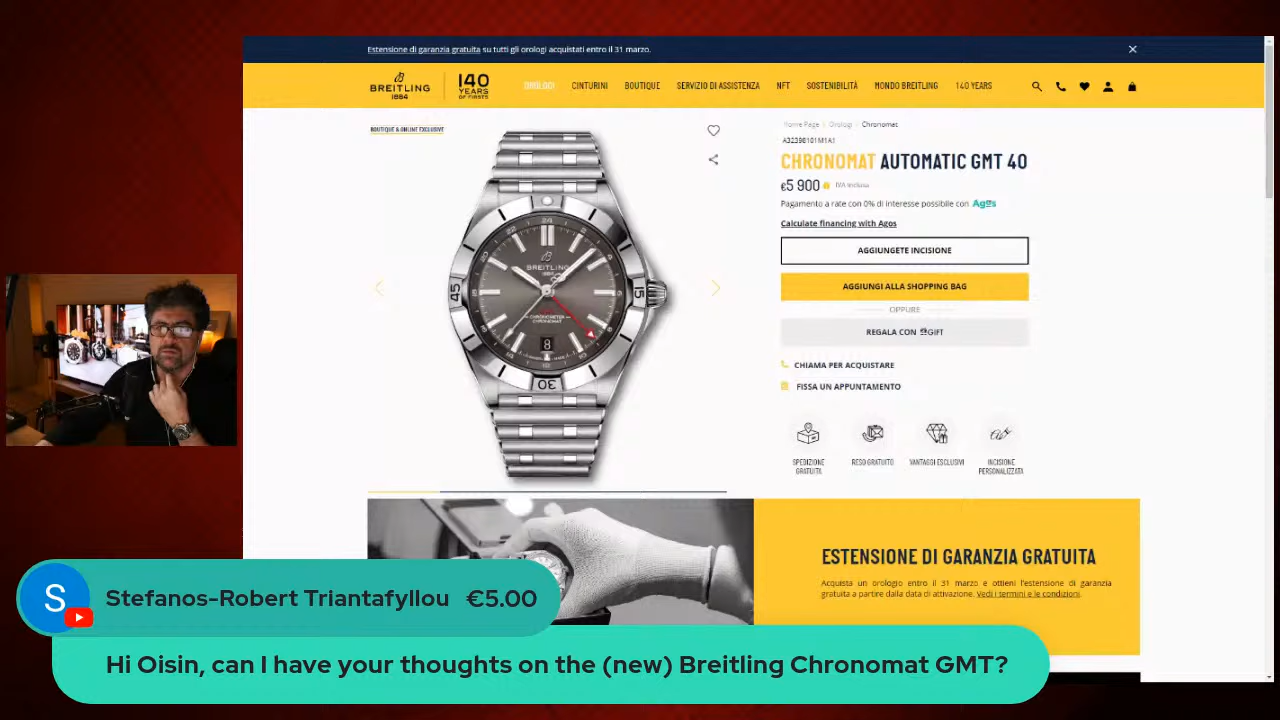 Estensione di garanzia gratuita su tutti gli orologi acquistati entro il 31 marzo.
BREITLING
1884
140
YEARS
OF FIRSTS
OROLOGI
CINTURINI
BOUTIQUE
SERVIZIO DI ASSISTENZA
NFT
SOSTENIBILITÀ
MONDO BREITLING
140 YEARS
BOUTIQUE & ONLINE EXCLUSIVE
Home Page
Orologi
Chronomat
A32398101M1A1
CHRONOMAT AUTOMATIC GMT 40
€5 900
IVA inclusa
Pagamento a rate con 0% di interesse possibile con Agos
Calculate financing with Agos
AGGIUNGETE INCISIONE
AGGIUNGI ALLA SHOPPING BAG
OPPURE
REGALA CON GIFT
CHIAMA PER ACQUISTARE
FISSA UN APPUNTAMENTO
SPEDIZIONE
GRATUITA
RESO GRATUITO
VANTAGGI ESCLUSIVI
INCISIONE
PERSONALIZZATA
24
BREITLING
1884
45
15
CHRONOMETER
CHRONOMAT
8
30
ESTENSIONE DI GARANZIA GRATUITA
Acquista un orologio entro il 31 marzo e ottieni l'estensione di garanzia
gratuita a partire dalla data di attivazione. Vedi i termini e le condizioni.
S
Stefanos-Robert Triantafyllou €5.00
Hi Oisin, can I have your thoughts on the (new) Breitling Chronomat GMT?